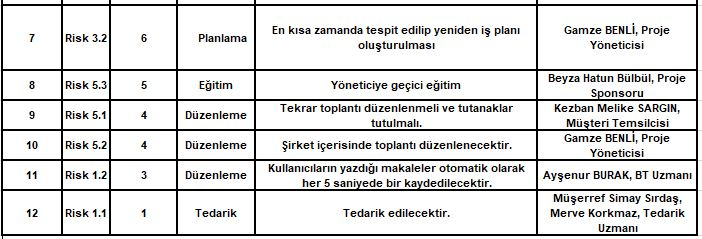 7 Risk 3.2 6 Planlama En kısa zamanda tespit edilip yeniden iş planı oluşturulması Gamze BENLİ, Proje Yöneticisi
8 Risk 5.3 5 Eğitim Yöneticiye geçici eğitim Beyza Hatun Bülbül, Proje Sponsoru
9 Risk 5.1 4 Düzenleme Tekrar toplantı düzenlenmeli ve tutanaklar tutulmalı. Kezban Melike SARGIN, Müşteri Temsilcisi
10 Risk 5.2 4 Düzenleme Şirket içerisinde toplantı düzenlenecektir. Gamze BENLİ, Proje Yöneticisi
11 Risk 1.2 3 Düzenleme Kullanıcıların yazdığı makaleler otomatik olarak her 5 saniyede bir kaydedilecektir. Ayşenur BURAK, BT Uzmanı
12 Risk 1.1 1 Tedarik Tedarik edilecektir. Müşerref Simay Sırdaş, Merve Korkmaz, Tedarik Uzmanı